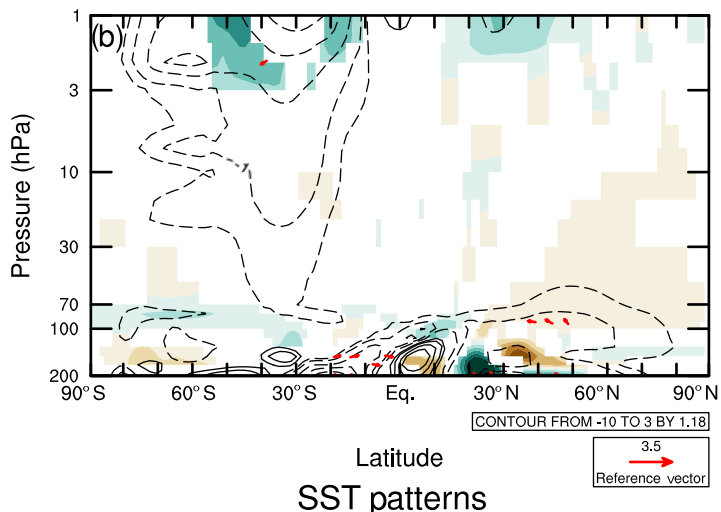 (b)
1
3
10
30
70
100
200
Pressure (hPa)
-1
90°S 60°S 30°S Eq. 30°N 60°N 90°N
CONTOUR FROM -10 TO 3 BY 1.18
3.5
Reference vector
Latitude
SST patterns